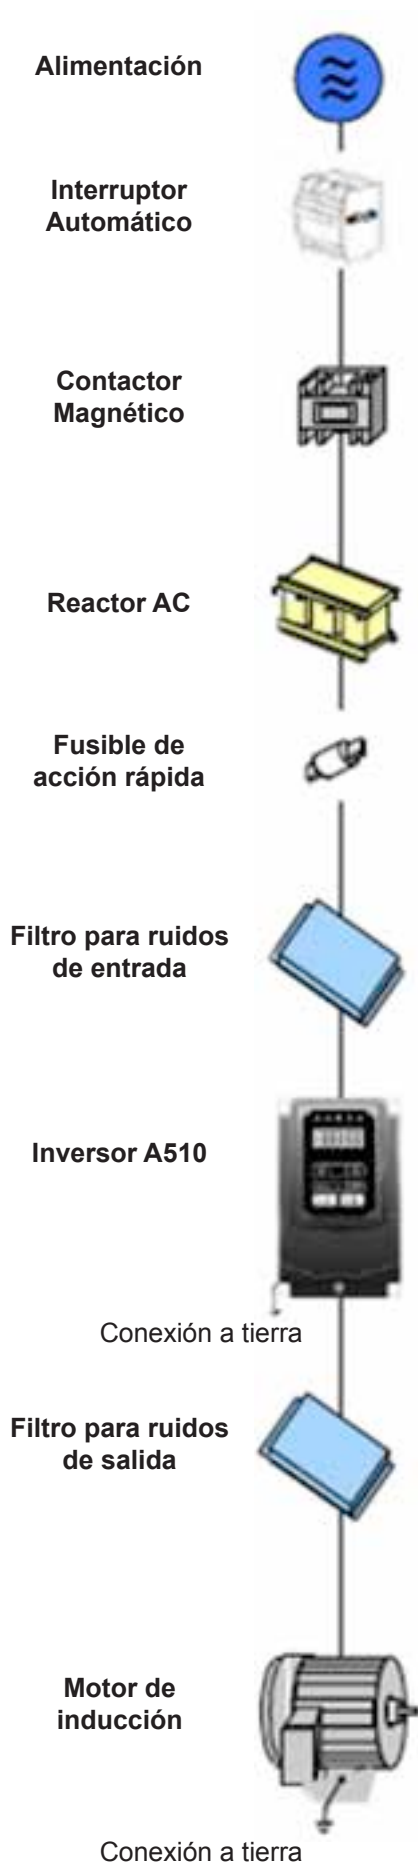 Alimentación
Interruptor
Automático
Contactor
Magnético
Reactor AC
Fusible de
acción rápida
Filtro para ruidos
de entrada
Inversor A510
Conexión a tierra
Filtro para ruidos
de salida
Motor de
inducción
Conexión a tierra